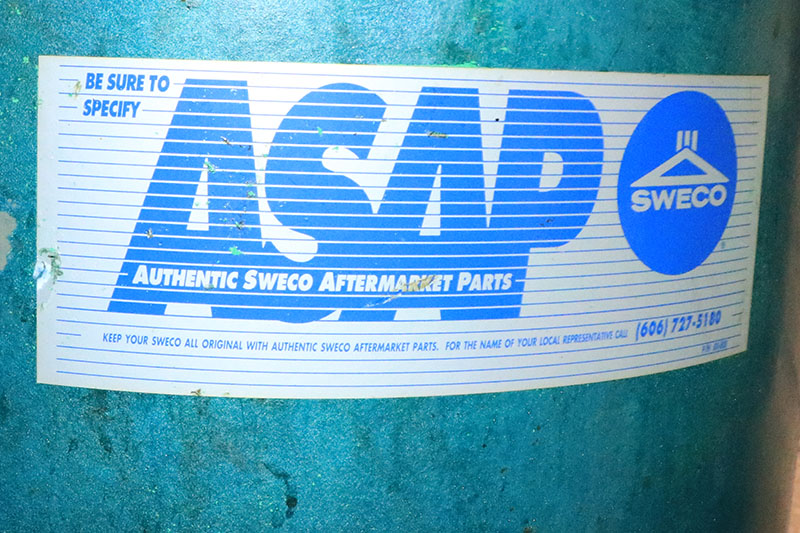 BE SURE TO
SPECIFY
ASAP
SWECO
®
AUTHENTIC SWECO AFTERMARKET PARTS
KEEP YOUR SWECO ALL ORIGINAL WITH AUTHENTIC SWECO AFTERMARKET PARTS. FOR THE NAME OF YOUR LOCAL REPRESENTATIVE CALL (606) 727-5180